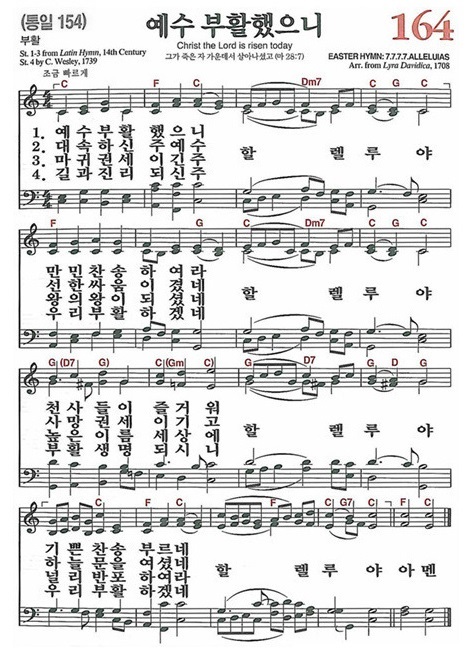 (통일 154)
예수 부활했으니
164
부활
Christ the Lord is risen today
St. 1-3 from Latin Hymn, 14th Century
St. 4 by C. Wesley, 1739
그가 죽은 자 가운데서 살아나셨고 (마 28:7)
EASTER HYMN: 7.7.7.7.ALLELUIAS
Arr. from Lyra Davidica, 1708
조금 빠르게
C F C Dm7 C G C
1. 예 수 부 활 했 으 니
2. 대 속 하 신 주 예 수
3. 마 귀 권 세 이 긴 주
4. 길 과 진 리 되 신 주
할 렐 루 야
F G C Dm7 C G C
만 민 찬 송 하 여 라
선 한 싸 움 이 겼 네
왕 의 왕 이 되 셨 네
우 리 부 활 하 겠 네
할 렐 루 야
G (D7 G) C (Gm C) G D7 G D G
천 사 들 이 즐 거 워
사 망 권 세 이 기 고
높 은 이 름 세 상 에
부 활 생 명 되 시 니
할 렐 루 야
C F C F C G7 C F C
기 쁜 찬 송 부 르 네
하 늘 문 을 여 셨 네
널 리 반 포 하 여 라
우 리 부 활 하 겠 네
할 렐 루 야 아 멘